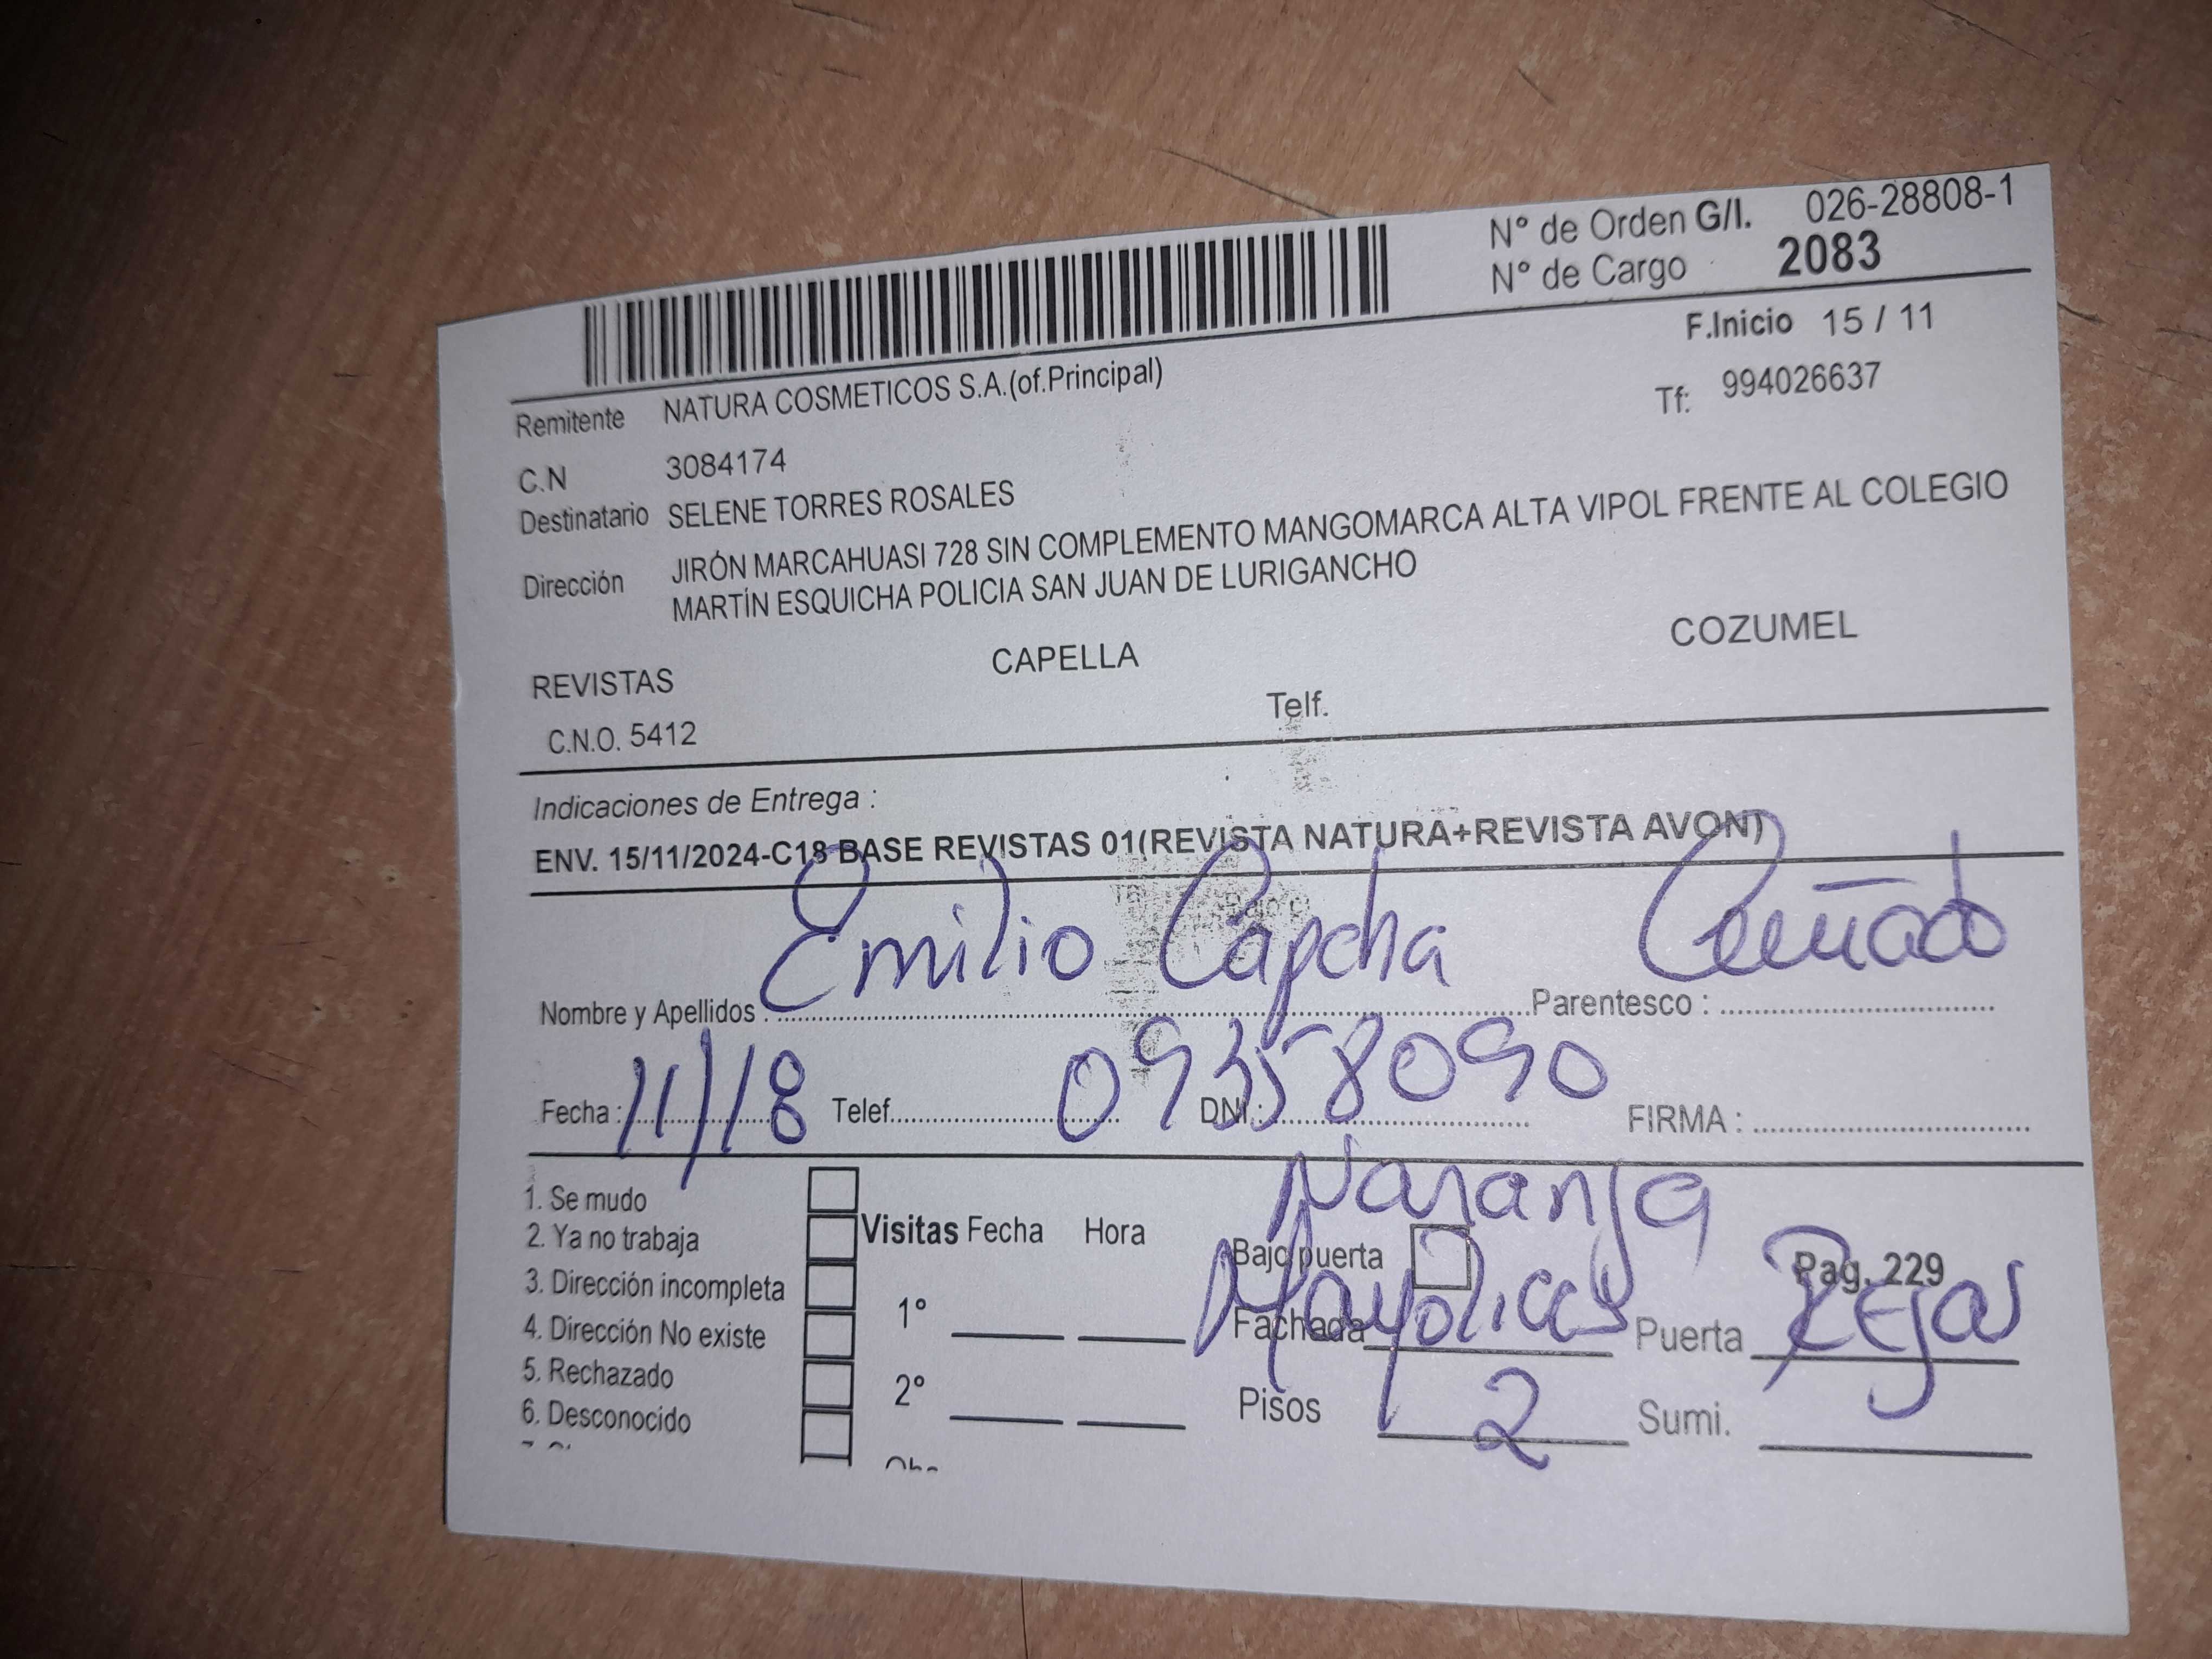 Nº de Orden G/I. 026-28808-1
Nº de Cargo 2083
F.Inicio 15 / 11
Remitente NATURA COSMETICOS S.A.(of.Principal)
Tf: 994026637
C.N 3084174
Destinatario SELENE TORRES ROSALES
Dirección JIRÓN MARCAHUASI 728 SIN COMPLEMENTO MANGOMARCA ALTA VIPOL FRENTE AL COLEGIO
MARTÍN ESQUICHA POLICIA SAN JUAN DE LURIGANCHO
REVISTAS CAPELLA COZUMEL
C.N.O. 5412 Telf.
Indicaciones de Entrega :
ENV. 15/11/2024-C18 BASE REVISTAS 01(REVISTA NATURA+REVISTA AVON)
Emilio Capcha Cuñado
Nombre y Apellidos : Parentesco :
Fecha : 11/18 Telef. DNI : 09358090 FIRMA :
Naranja
1. Se mudo
2. Ya no trabaja Visitas Fecha Hora Bajo puerta Pag. 229
3. Dirección incompleta
4. Dirección No existe 1º Fachada Mayolicas Puerta Rejas
5. Rechazado
6. Desconocido 2º Pisos 2 Sumi.